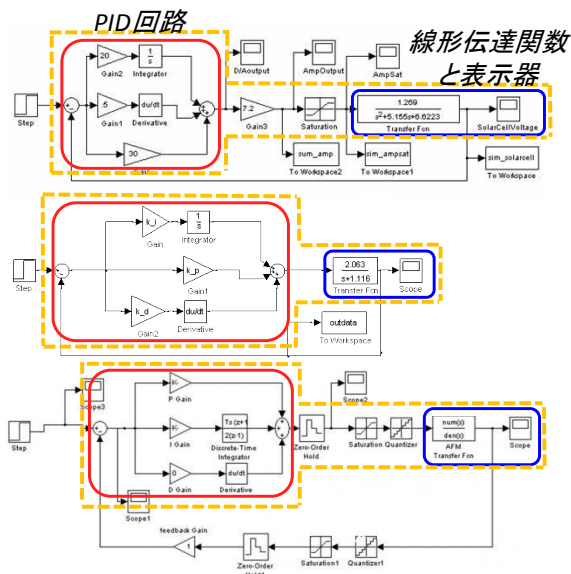 PID回路
線形伝達関数
と表示器
20
Gain2
1
s
Integrator
D/Aoutput
AmpOutput
AmpSat
Step
.5
Gain1
du/dt
Derivative
7.2
Gain3
Saturation
1.269
s²+5.155s+6.6223
Transfer Fcn
SolarCellVoltage
30
sum_amp
To Workspace2
sim_ampsat
To Workspace1
sim_solarcell
To Workspace
k_i
Gain
1
s
Integrator
Step
k_p
Gain1
2.063
s+1.116
Transfer Fcn
Scope
k_d
Gain2
du/dt
Derivative
outdata
To Workspace
Scope3
K-
P Gain
Scope2
Step
K-
I Gain
Ts (z+1
2(z-1)
Discrete-Time
Integrator
Zero-Order
Hold
Saturation
Quantizer
num(s)
den(s)
AFM
Transfer Fcn
Scope
0
D Gain
du/dt
Derivative
Scope1
feedback Gain
1
Zero-Order
Saturation1
Quantizer1